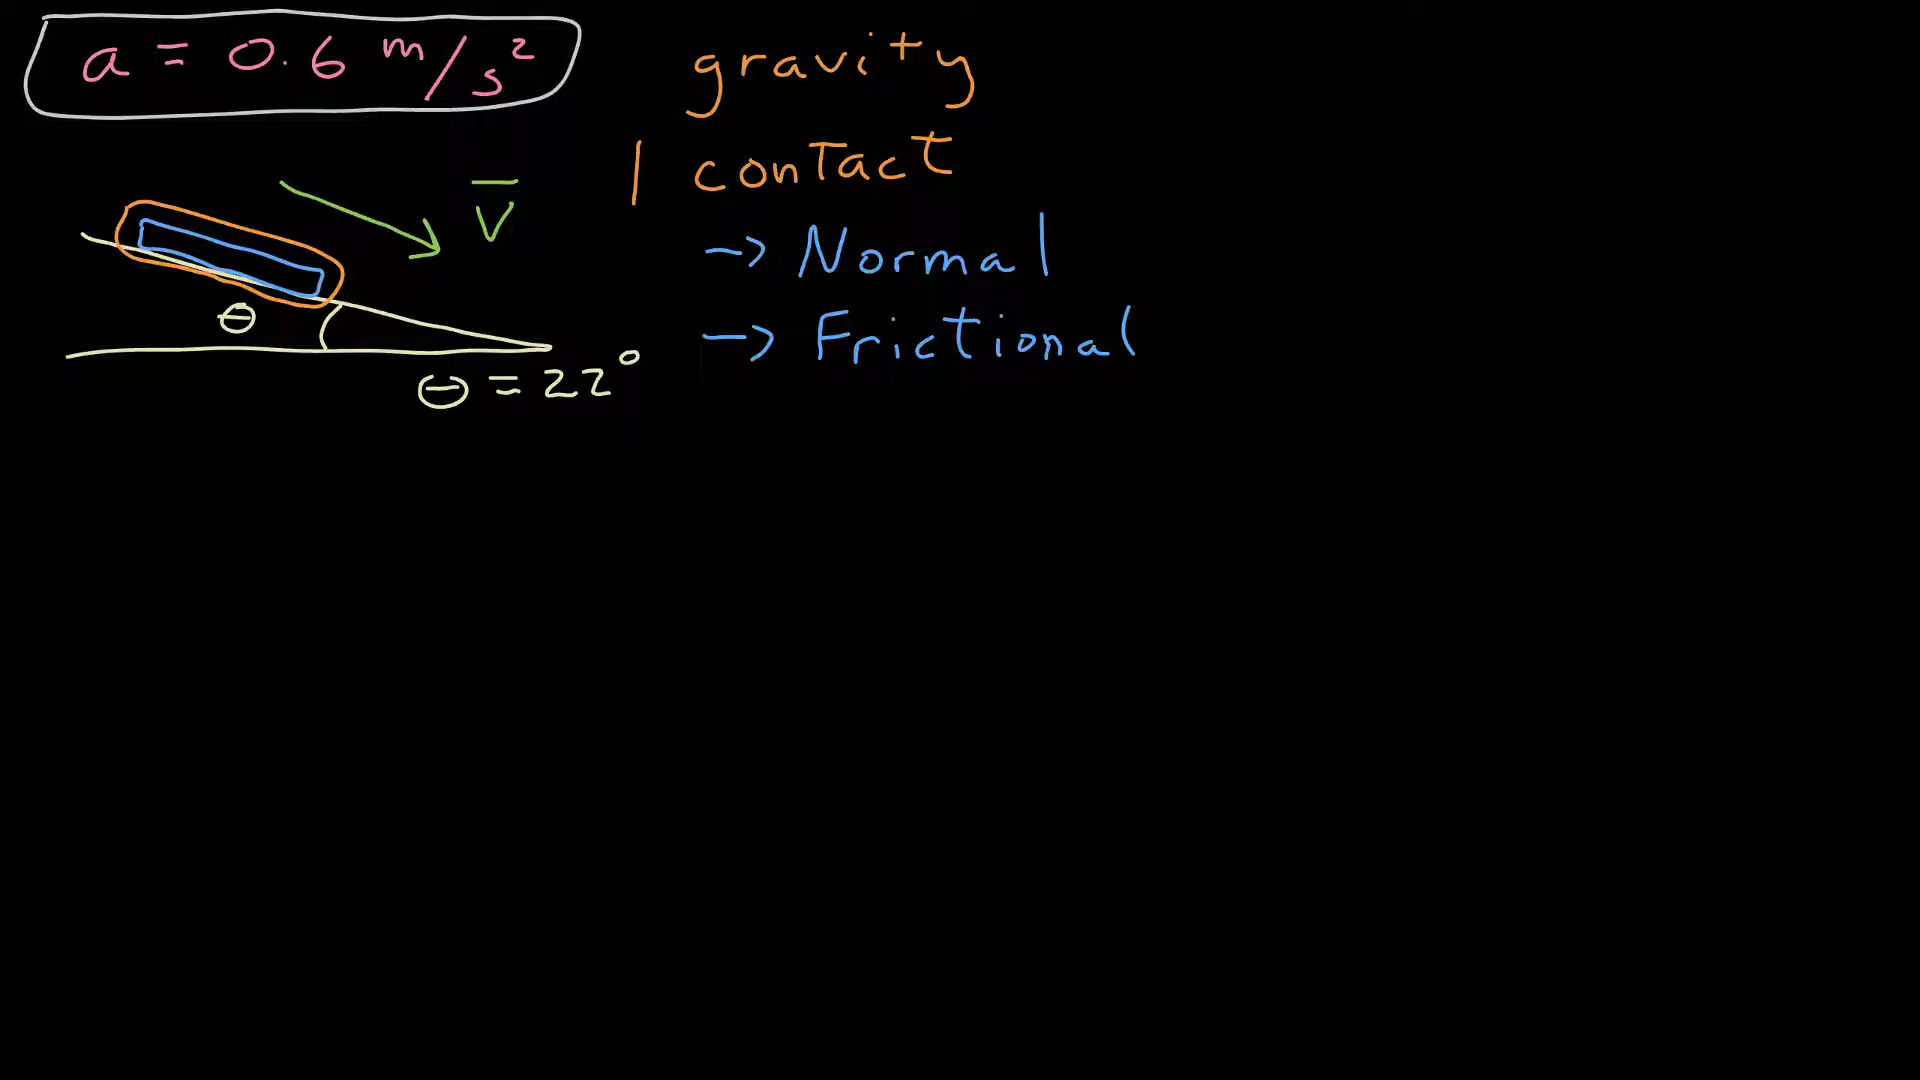 a = 0.6 m/s²
gravity
| contact
→ Normal
→ Frictional
V̅
θ
θ = 22°